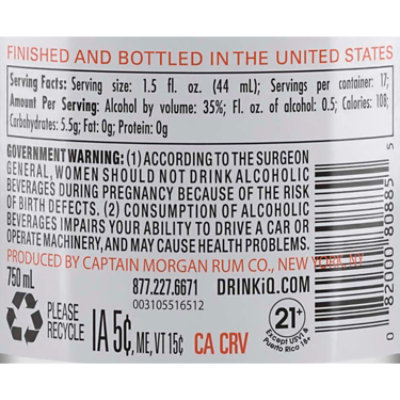 FINISHED AND BOTTLED IN THE UNITED STATES
Serving Facts: Serving size: 1.5 fl. oz. (44 mL); Servings per container: 17;
Amount Per Serving: Alcohol by volume: 35%; Fl. oz. of alcohol: 0.5; Calories: 108;
Carbohydrates: 5.5g; Fat: 0g; Protein: 0g
GOVERNMENT WARNING: (1) ACCORDING TO THE SURGEON
GENERAL, WOMEN SHOULD NOT DRINK ALCOHOLIC
BEVERAGES DURING PREGNANCY BECAUSE OF THE RISK
OF BIRTH DEFECTS. (2) CONSUMPTION OF ALCOHOLIC
BEVERAGES IMPAIRS YOUR ABILITY TO DRIVE A CAR OR
OPERATE MACHINERY, AND MAY CAUSE HEALTH PROBLEMS.
PRODUCED BY CAPTAIN MORGAN RUM CO., NEW YORK, NY
750 mL
877.227.6671 DRINKiQ.COM
003105516512
PLEASE
RECYCLE
IA 5¢, ME, VT 15¢ CA CRV
21+
Except USVI &
Puerto Rico 18+
0 82000 80885 5